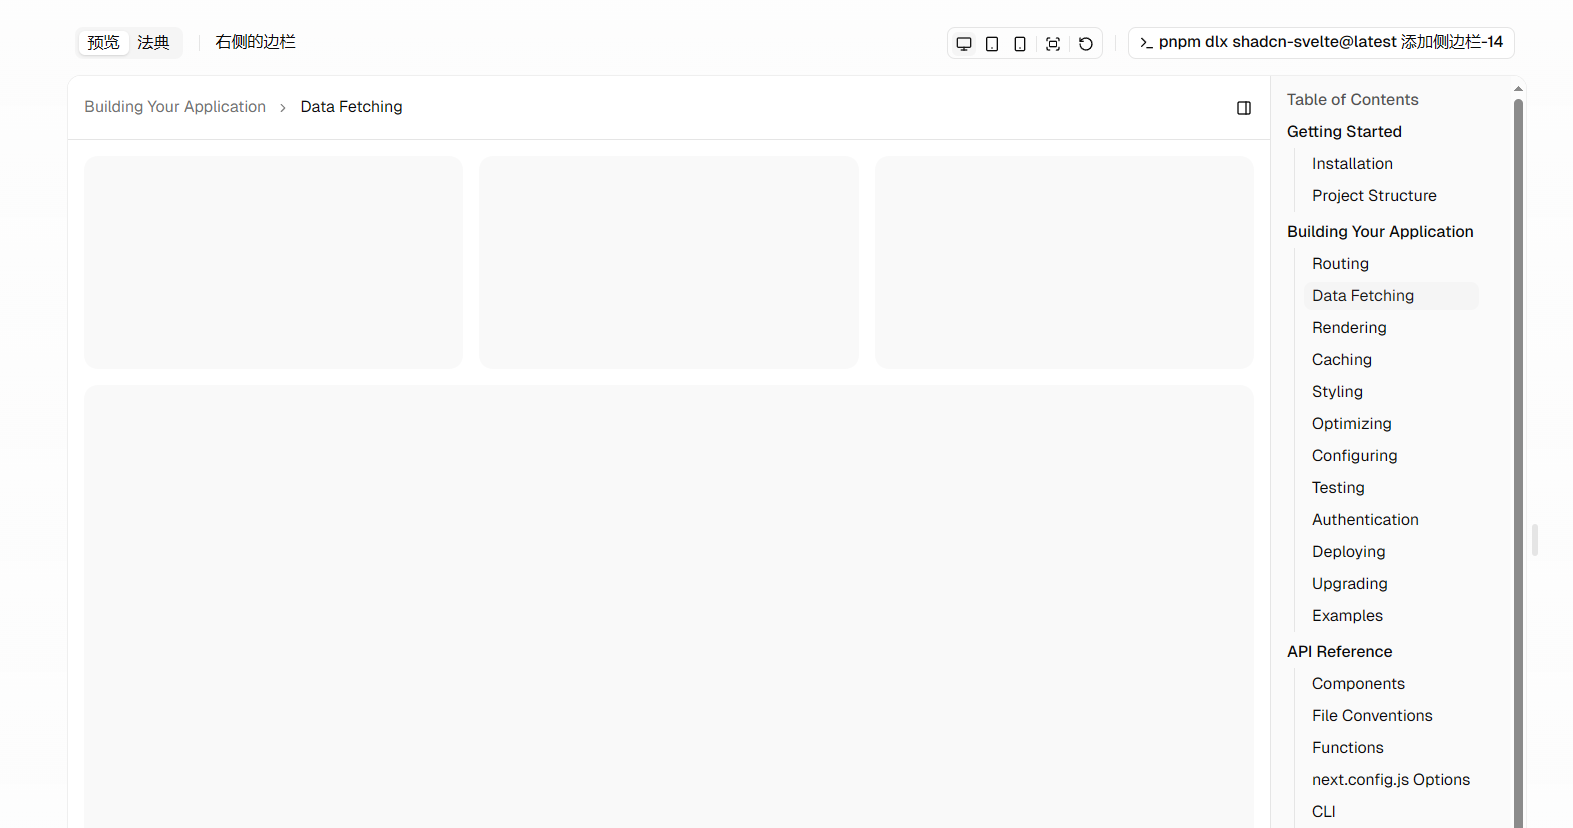 预览 法典 右侧的边栏 pnpm dlx shadcn-svelte@latest 添加侧边栏-14
Building Your Application Data Fetching
Table of Contents
Getting Started
Installation
Project Structure
Building Your Application
Routing
Data Fetching
Rendering
Caching
Styling
Optimizing
Configuring
Testing
Authentication
Deploying
Upgrading
Examples
API Reference
Components
File Conventions
Functions
next.config.js Options
CLI